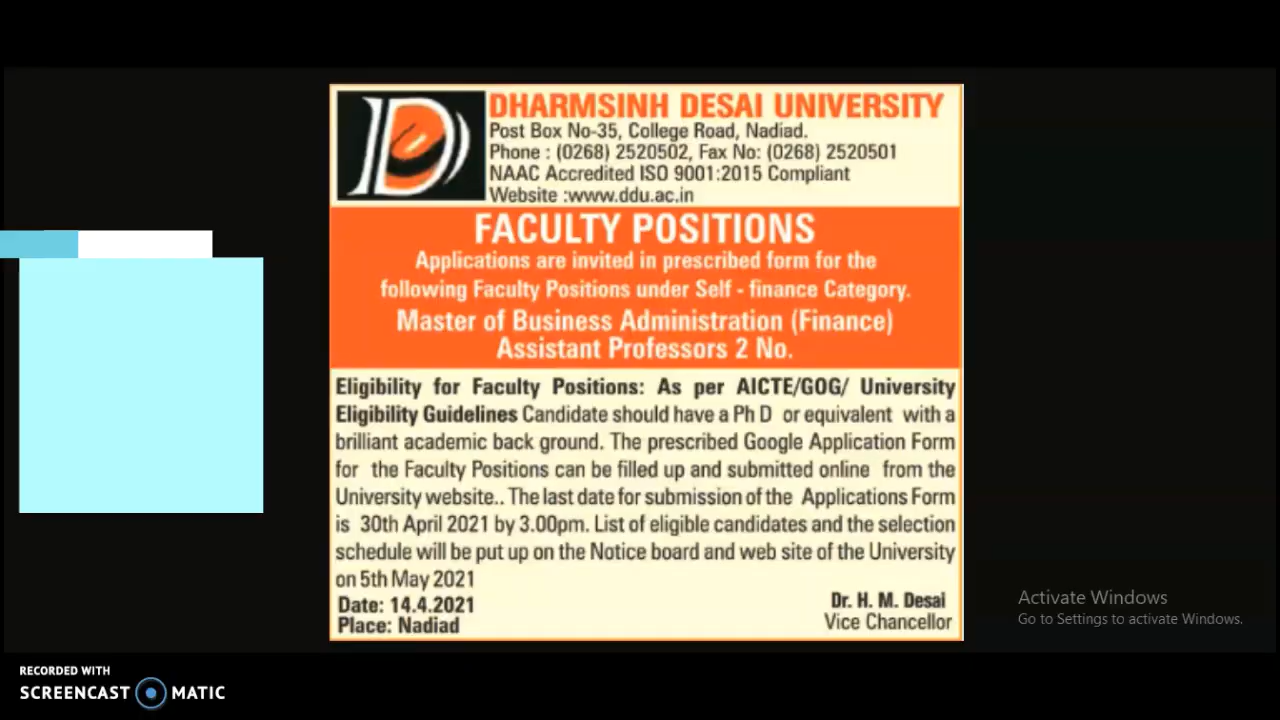 DHARMSINH DESAI UNIVERSITY
Post Box No-35, College Road, Nadiad.
Phone : (0268) 2520502, Fax No: (0268) 2520501
NAAC Accredited ISO 9001:2015 Compliant
Website :www.ddu.ac.in
FACULTY POSITIONS
Applications are invited in prescribed form for the
following Faculty Positions under Self - finance Category.
Master of Business Administration (Finance)
Assistant Professors 2 No.
Eligibility for Faculty Positions: As per AICTE/GOG/ University
Eligibility Guidelines Candidate should have a Ph D or equivalent with a
brilliant academic back ground. The prescribed Google Application Form
for the Faculty Positions can be filled up and submitted online from the
University website.. The last date for submission of the Applications Form
is 30th April 2021 by 3.00pm. List of eligible candidates and the selection
schedule will be put up on the Notice board and web site of the University
on 5th May 2021
Date: 14.4.2021
Place: Nadiad
Dr. H. M. Desai
Vice Chancellor
Activate Windows
Go to Settings to activate Windows.
RECORDED WITH
SCREENCAST MATIC